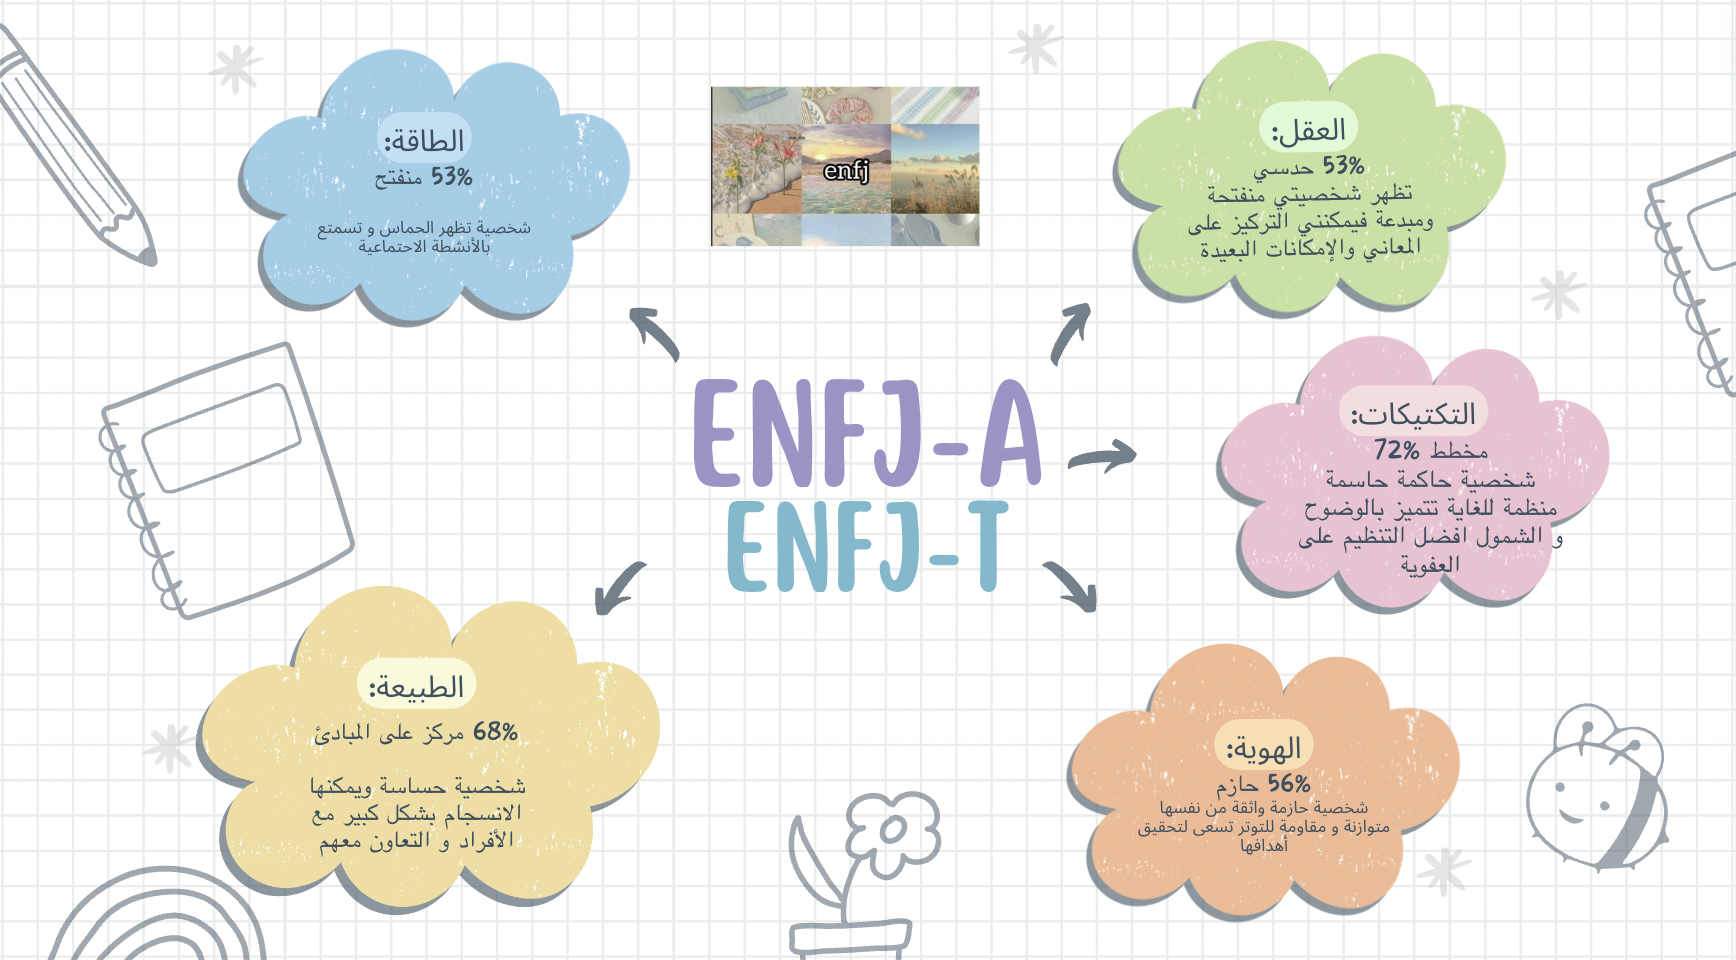 العقل:
53% حدسي
تظهر شخصيتي منفتحة
ومبدعة فيمكنني التركيز على
المعاني والإمكانات البعيدة
enfj
الطاقة:
53% منفتح
شخصية تظهر الحماس و تستمتع
بالأنشطة الاجتماعية
ENFJ-A
ENFJ-T
التكتيكات:
مخطط 72%
شخصية حاكمة حاسمة
منظمة للغاية تتميز بالوضوح
و الشمول افضل التنظيم على
العفوية
الهوية:
56% حازم
شخصية حازمة واثقة من نفسها
متوازنة و مقاومة للتوتر تسعى لتحقيق
أهدافها
الطبيعة:
68% مركز على المبادئ
شخصية حساسة ويمكنها
الانسجام بشكل كبير مع
الأفراد و التعاون معهم